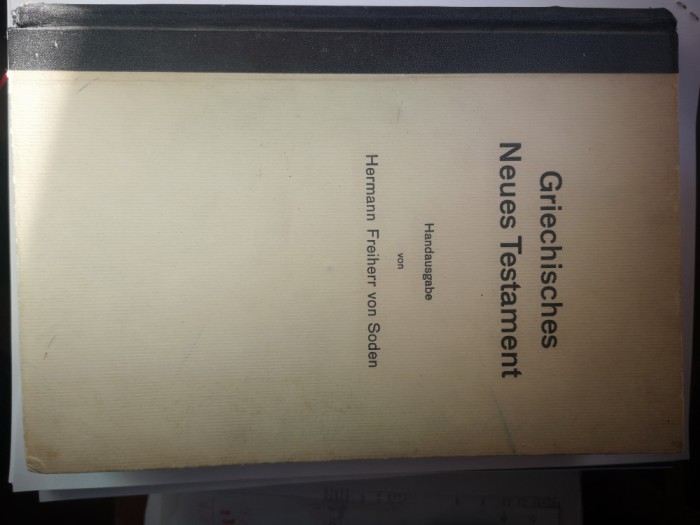 Griechisches
Neues Testament
Handausgabe
von
Hermann Freiherr von Soden